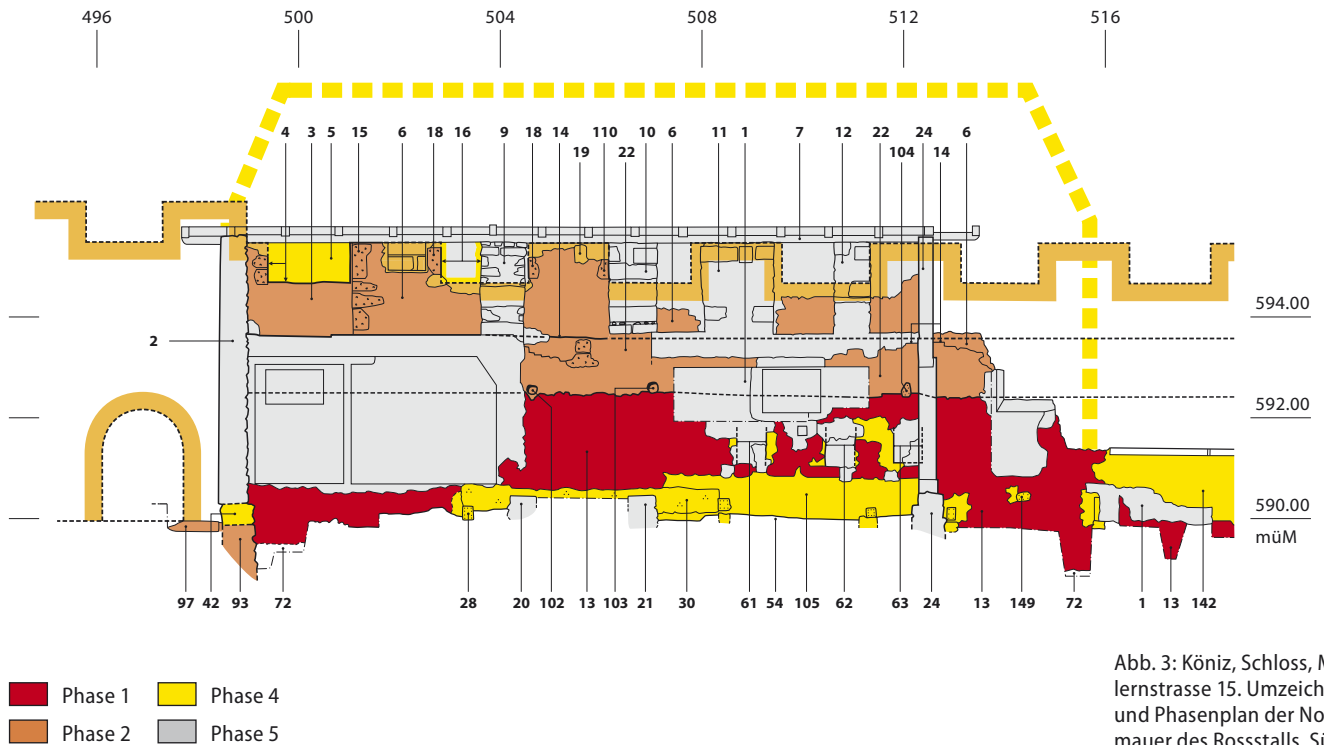 496 500 504 508 512 516
4 3 5 15 6 18 16 9 18 14 110 10 6 11 1 7 12 22 24 6
19 22 104 14
594.00
2
592.00
590.00
müM
97 42 93 72 28 20 102 13 103 21 30 61 54 105 62 63 24 13 149 72 1 13 142
Abb. 3: Köniz, Schloss, M
lernstrasse 15. Umzeich
und Phasenplan der No
mauer des Rossstalls. Sü
Phase 1 Phase 4
Phase 2 Phase 5